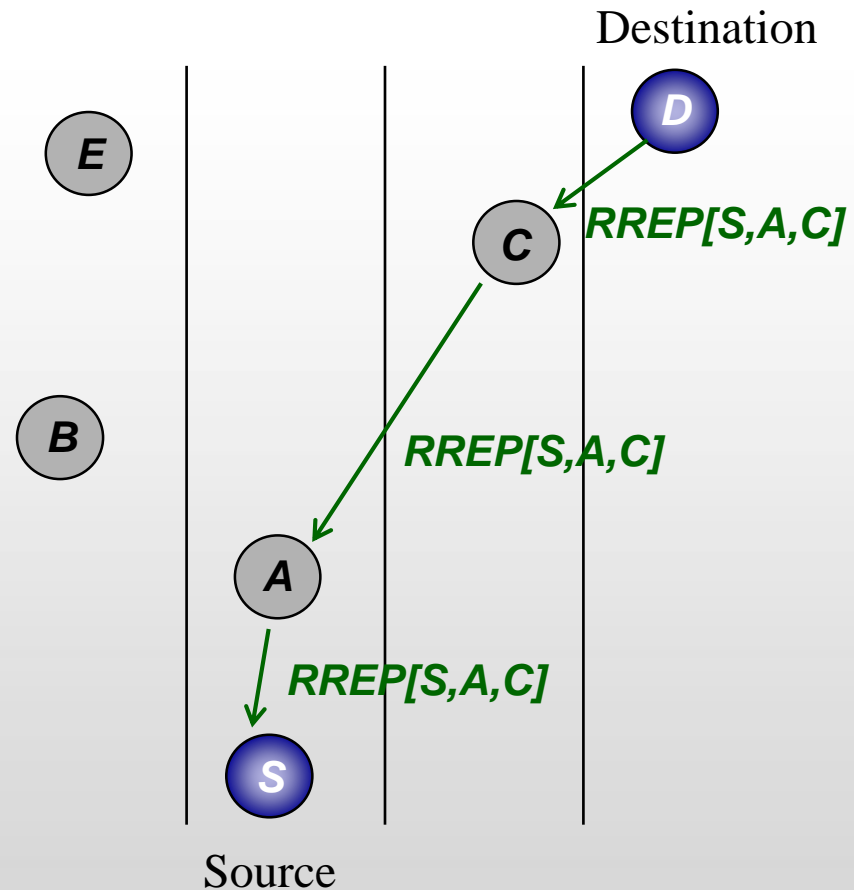 Destination
D
E
RREP[S,A,C]
C
B
RREP[S,A,C]
A
RREP[S,A,C]
S
Source